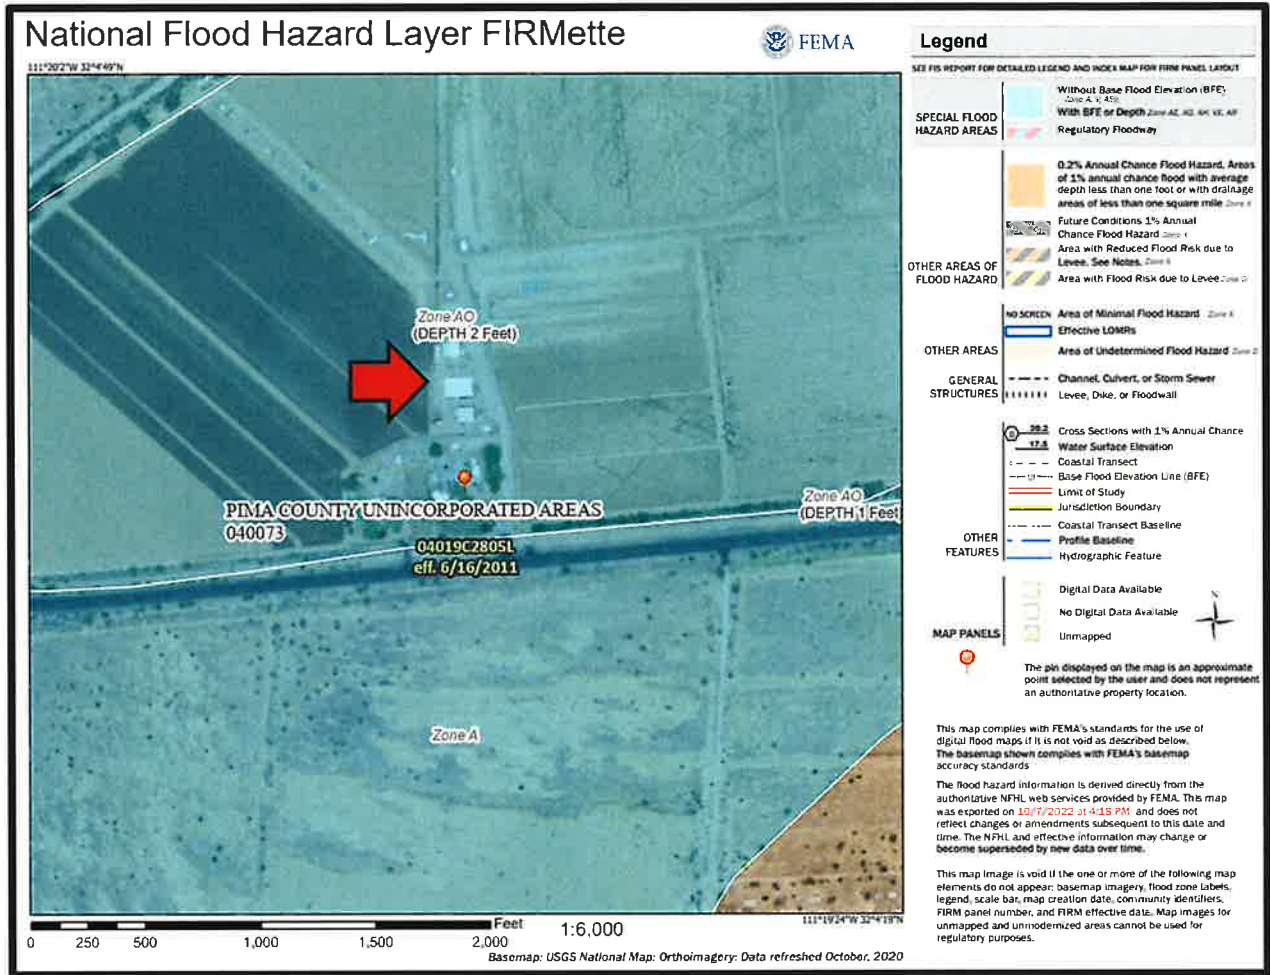 National Flood Hazard Layer FIRMette
FEMA
111°20'2"W 32°4'49"N
Zone AO
(DEPTH 2 Feet)
PIMA COUNTY UNINCORPORATED AREAS
040073
Zone AO
(DEPTH 1 Feet)
04019C2805L
eff. 6/16/2011
Zone A
111°19'24"W 32°4'19"N
Feet
1:6,000
0 250 500 1,000 1,500 2,000
Basemap: USGS National Map: Orthoimagery: Data refreshed October, 2020
Legend
SEE FIS REPORT FOR DETAILED LEGEND AND INDEX MAP FOR FIRM PANEL LAYOUT
SPECIAL FLOOD
HAZARD AREAS
Without Base Flood Elevation (BFE)
Zone A, V, A99
With BFE or Depth Zone AE, AO, AH, VE, AR
Regulatory Floodway
OTHER AREAS OF
FLOOD HAZARD
0.2% Annual Chance Flood Hazard, Areas
of 1% annual chance flood with average
depth less than one foot or with drainage
areas of less than one square mile Zone X
Future Conditions 1% Annual
Chance Flood Hazard Zone X
Area with Reduced Flood Risk due to
Levee. See Notes. Zone X
Area with Flood Risk due to Levee Zone D
OTHER AREAS
NO SCREEN Area of Minimal Flood Hazard Zone X
Effective LOMRs
Area of Undetermined Flood Hazard Zone D
GENERAL
STRUCTURES
Channel, Culvert, or Storm Sewer
Levee, Dike, or Floodwall
OTHER
FEATURES
B 20.2 Cross Sections with 1% Annual Chance
17.5 Water Surface Elevation
Coastal Transect
Base Flood Elevation Line (BFE)
Limit of Study
Jurisdiction Boundary
Coastal Transect Baseline
Profile Baseline
Hydrographic Feature
MAP PANELS
Digital Data Available
No Digital Data Available
Unmapped
N
The pin displayed on the map is an approximate
point selected by the user and does not represent
an authoritative property location.
This map complies with FEMA's standards for the use of
digital flood maps if it is not void as described below.
The basemap shown complies with FEMA's basemap
accuracy standards
The flood hazard information is derived directly from the
authoritative NFHL web services provided by FEMA. This map
was exported on 10/7/2022 at 4:18 PM and does not
reflect changes or amendments subsequent to this date and
time. The NFHL and effective information may change or
become superseded by new data over time.
This map image is void if the one or more of the following map
elements do not appear: basemap imagery, flood zone labels,
legend, scale bar, map creation date, community identifiers,
FIRM panel number, and FIRM effective date. Map images for
unmapped and unmodernized areas cannot be used for
regulatory purposes.